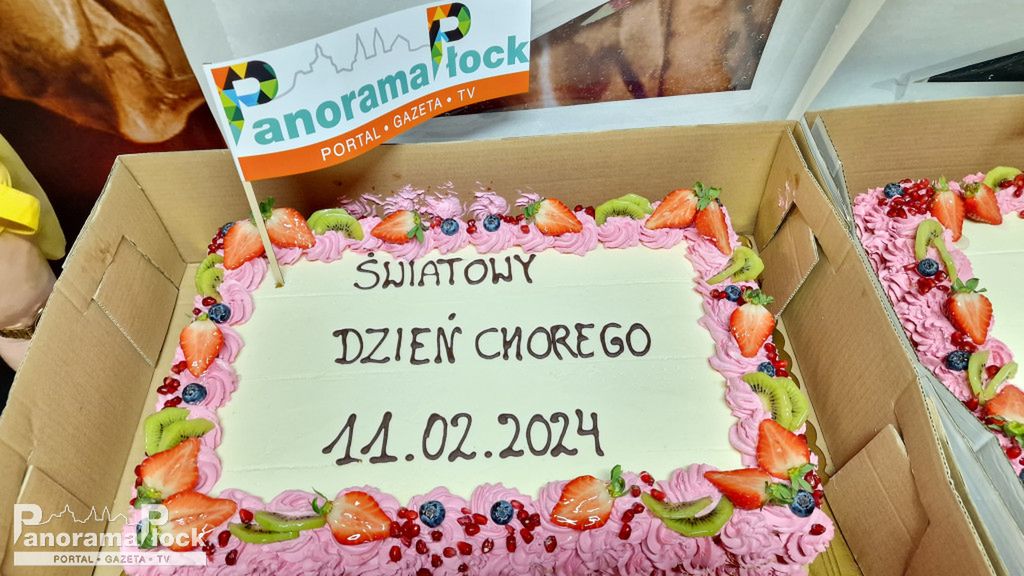 Panorama Płock
PORTAL • GAZETA • TV
ŚWIATOWY
DZIEŃ CHOREGO
11.02.2024
Panorama Płock
PORTAL • GAZETA • TV